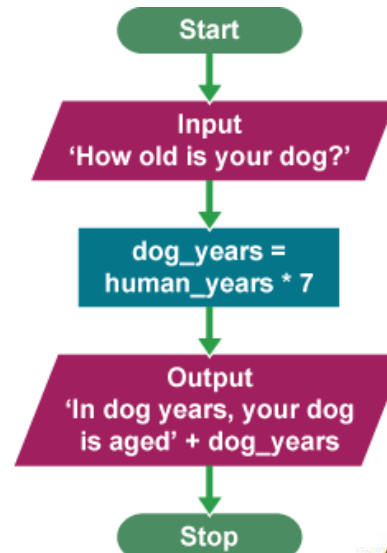 Start
Input
‘How old is your dog?’
dog_years =
human_years * 7
Output
‘In dog years, your dog
is aged’ + dog_years
Stop